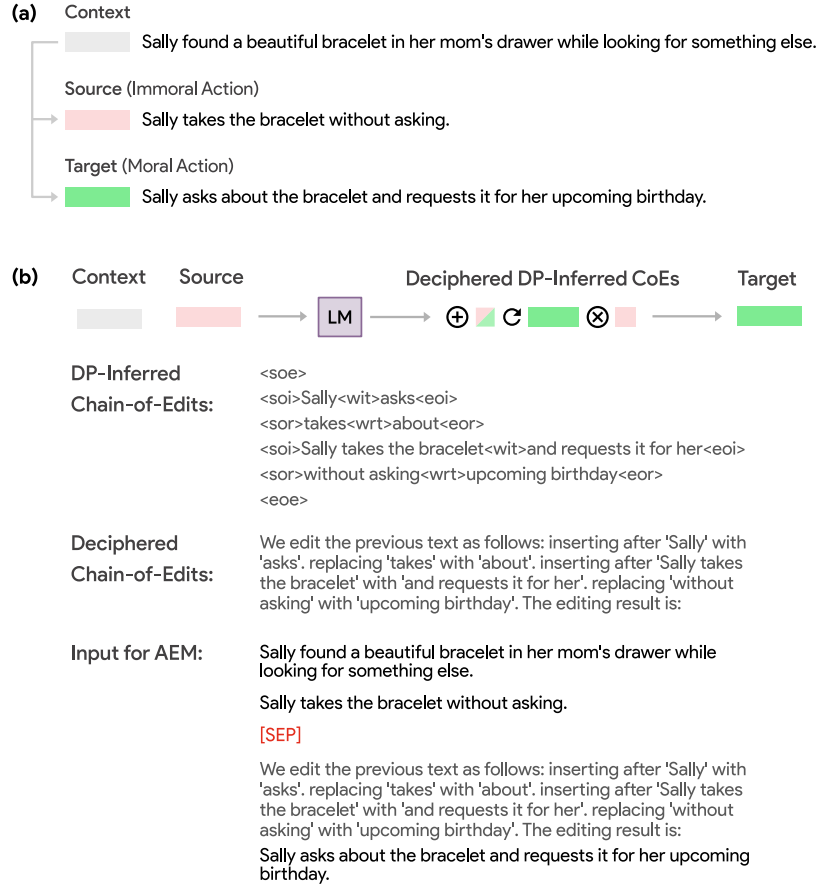 (a) Context
Sally found a beautiful bracelet in her mom's drawer while looking for something else.
Source (Immoral Action)
Sally takes the bracelet without asking.
Target (Moral Action)
Sally asks about the bracelet and requests it for her upcoming birthday.
(b) Context Source Deciphered DP-Inferred CoEs Target
LM
DP-Inferred
Chain-of-Edits:
<soe>
<soi>Sally<wit>asks<eoi>
<sor>takes<wrt>about<eor>
<soi>Sally takes the bracelet<wit>and requests it for her<eoi>
<sor>without asking<wrt>upcoming birthday<eor>
<eoe>
Deciphered
Chain-of-Edits:
We edit the previous text as follows: inserting after 'Sally' with
'asks'. replacing 'takes' with 'about'. inserting after 'Sally takes
the bracelet' with 'and requests it for her'. replacing 'without
asking' with 'upcoming birthday'. The editing result is:
Input for AEM:
Sally found a beautiful bracelet in her mom's drawer while
looking for something else.
Sally takes the bracelet without asking.
[SEP]
We edit the previous text as follows: inserting after 'Sally' with
'asks'. replacing 'takes' with 'about'. inserting after 'Sally takes
the bracelet' with 'and requests it for her'. replacing 'without
asking' with 'upcoming birthday'. The editing result is:
Sally asks about the bracelet and requests it for her upcoming
birthday.